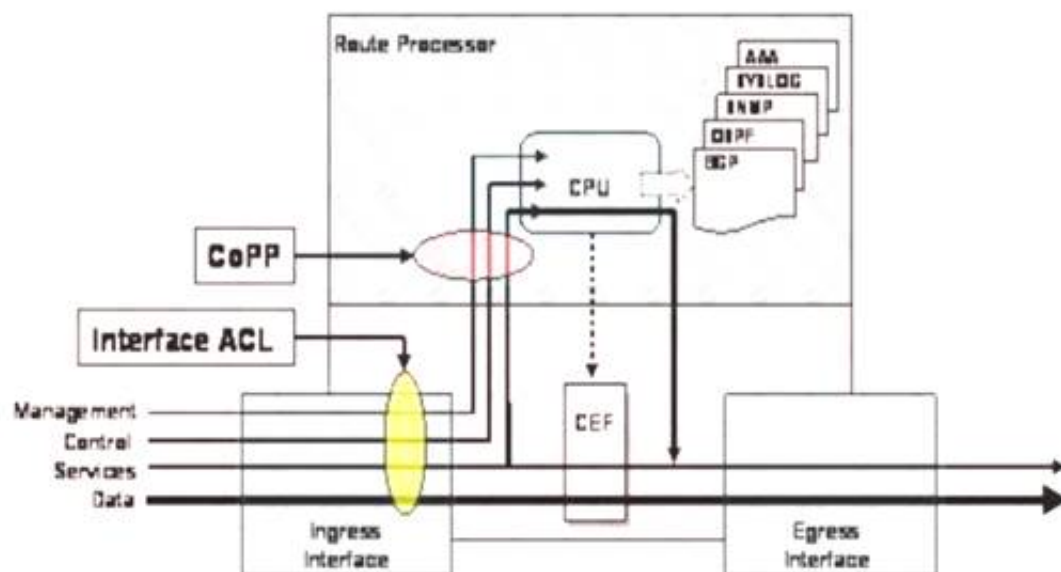 Route Processor
AAA
SYSLOG
SNMP
OSPF
BGP
CPU
CoPP
Interface ACL
Management
Control
Services
Data
CEF
Ingress
Interface
Egress
Interface